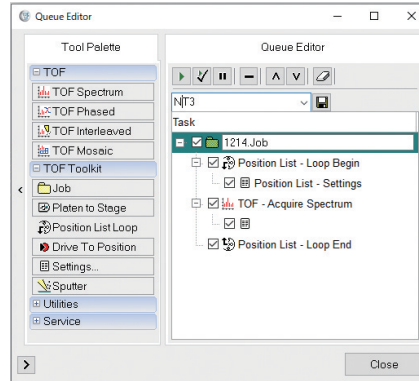 Queue Editor
Tool Palette
TOF
TOF Spectrum
TOF Phased
TOF Interleaved
TOF Mosaic
TOF Toolkit
Job
Platen to Stage
Position List Loop
Drive To Position
Settings...
Sputter
Utilities
Service
Queue Editor
NT3
Task
1214.Job
Position List - Loop Begin
Position List - Settings
TOF - Acquire Spectrum
Position List - Loop End
Close